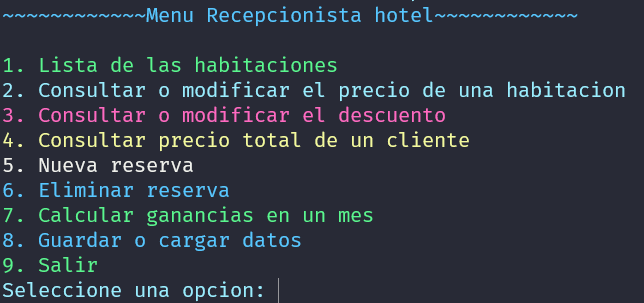 ~~~~~~~~~~~~Menu Recepcionista hotel~~~~~~~~~~~~
1. Lista de las habitaciones
2. Consultar o modificar el precio de una habitacion
3. Consultar o modificar el descuento
4. Consultar precio total de un cliente
5. Nueva reserva
6. Eliminar reserva
7. Calcular ganancias en un mes
8. Guardar o cargar datos
9. Salir
Seleccione una opcion: